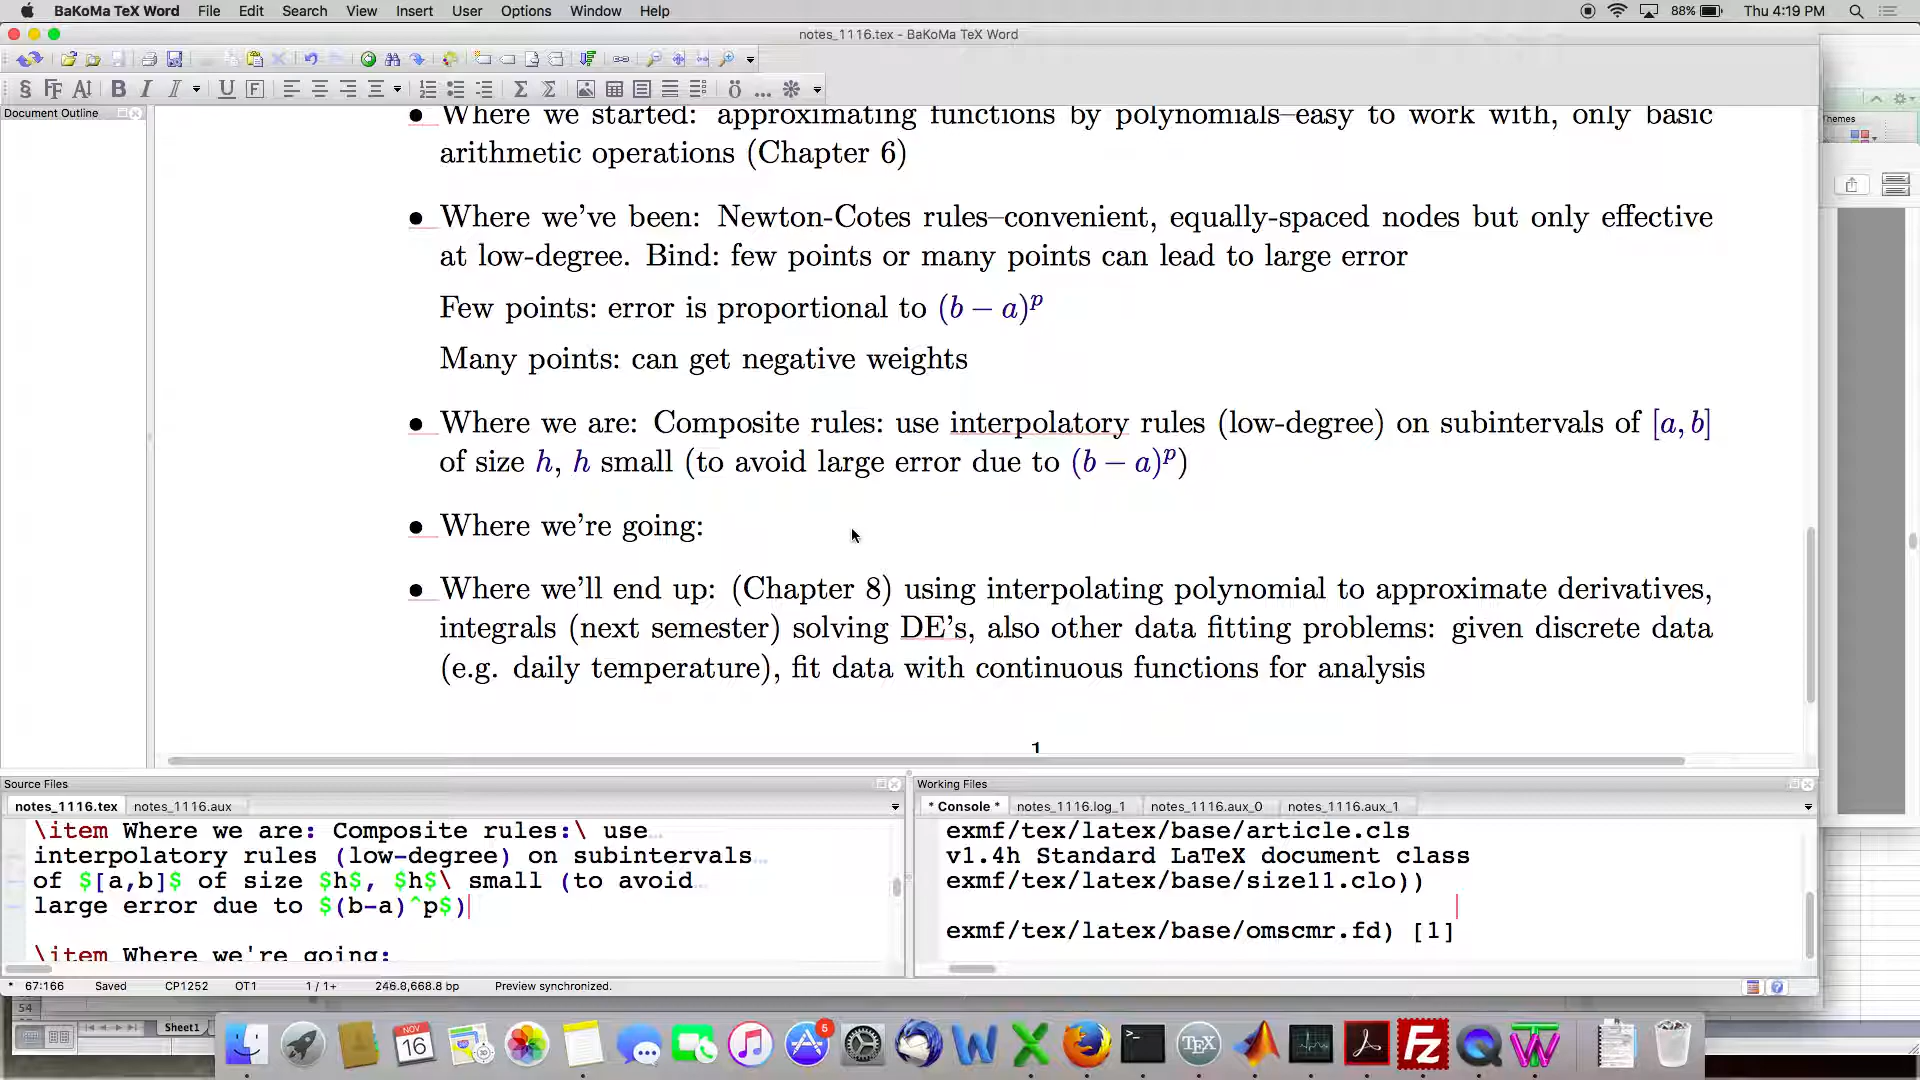 BaKoMa TeX Word File Edit Search View Insert User Options Window Help 88% Thu 4:19 PM
notes_1116.tex - BaKoMa TeX Word
Document Outline
• Where we started: approximating functions by polynomials–easy to work with, only basic
arithmetic operations (Chapter 6)
• Where we've been: Newton-Cotes rules–convenient, equally-spaced nodes but only effective
at low-degree. Bind: few points or many points can lead to large error
Few points: error is proportional to (b − a)^p
Many points: can get negative weights
• Where we are: Composite rules: use interpolatory rules (low-degree) on subintervals of [a, b]
of size h, h small (to avoid large error due to (b − a)^p)
• Where we're going:
• Where we'll end up: (Chapter 8) using interpolating polynomial to approximate derivatives,
integrals (next semester) solving DE's, also other data fitting problems: given discrete data
(e.g. daily temperature), fit data with continuous functions for analysis
1
Source Files
notes_1116.tex notes_1116.aux
\item Where we are: Composite rules:\ use
interpolatory rules (low-degree) on subintervals
of $[a,b]$ of size $h$, $h$\ small (to avoid
large error due to $(b-a)^p$)
\item Where we're going:
Working Files
* Console * notes_1116.log_1 notes_1116.aux_0 notes_1116.aux_1
exmf/tex/latex/base/article.cls
v1.4h Standard LaTeX document class
exmf/tex/latex/base/size11.clo))
exmf/tex/latex/base/omscmr.fd) [1]
* 67:166 Saved CP1252 OT1 1 / 1+ 246.0,668.8 bp Preview synchronized.
54
Sheet1
NOV
16
5
TEX